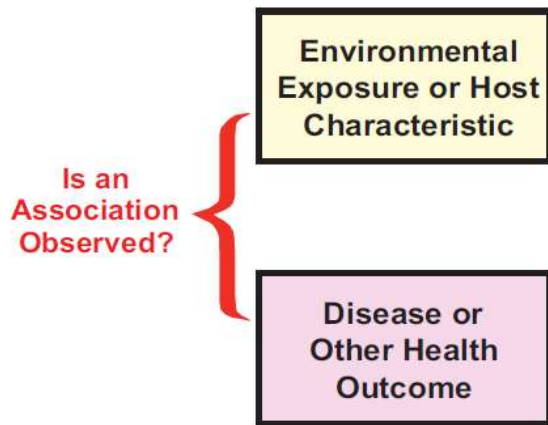 Environmental
Exposure or Host
Characteristic
Is an
Association
Observed?
Disease or
Other Health
Outcome